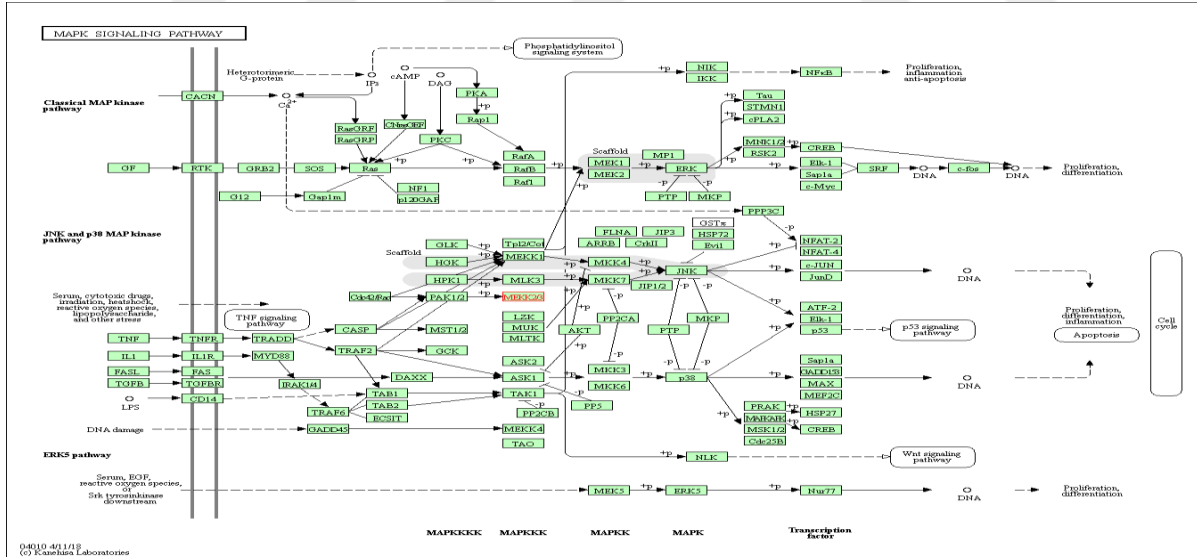 MAPK SIGNALING PATHWAY
Phosphatidylinositol
signaling system
Heterotorimeric
G-protein
IPs
cAMP
DAG
Ca2+
CACN
Classical MAP kinase
pathway
PKA
+p
Rap1
RasGRF
RasGRP
PKC
+p
+p
GF
RTK
GRB2
SOS
Ras
RafA
RafB
Raf1
G12
Gap1m
NF1
p120GAP
+p
NIK
IKK
NFκB
Proliferation,
inflammation
anti-apoptosis
Scaffold
MEK1
MEK2
MP1
ERK
PTP
MKP
-p
-p
Tau
STMN1
cPLA2
MNK1/2
RSK2
CREB
Elk-1
Sap1a
c-Myc
SRF
DNA
c-fos
DNA
Proliferation,
differentiation
PPP3C
JNK and p38 MAP kinase
pathway
Scaffold
GLK
HGK
HPK1
Cdc42/Rac
PAK1/2
MEKK1
MLK3
MEKK2/3
LZK
MUK
MLTK
FLNA
JIP3
ARRB
CrkII
GSTπ
HSP72
Evi1
MKK4
MKK7
JNK
JIP1/2
NFAT-2
NFAT-4
c-JUN
JunD
DNA
Serum, cytotoxic drugs,
irradiation, heatshock,
reactive oxygen species,
lipopolysaccharide,
and other stress
TNF signaling
pathway
CASP
MST1/2
TRAF2
GCK
AKT
PP2CA
PTP
MKP
ATF-2
Elk-1
p53
p53 signaling
pathway
Proliferation,
differentiation,
inflammation
Apoptosis
Cell
cycle
TNF
TNFR
TRADD
IL1
IL1R
MYD88
FASL
FAS
TGFB
TGFBR
IRAK1/4
LPS
CD14
DAXX
ASK2
ASK1
TAB1
TAB2
ECSIT
TRAF6
TAK1
PP2CB
PP5
MKK3
MKK6
p38
Sap1a
MAX
MEF2C
DNA
PRAK
MSK1/2
Cdc25B
HSP27
CREB
DNA damage
GADD45
MEKK4
TAO
NLK
Wnt signaling
pathway
ERK5 pathway
Serum, EGF,
reactive oxygen species,
or
Srk tyrosinkinase
downstream
MEK5
+p
ERK5
+p
Nur77
DNA
Proliferation,
differentiation
MAPKKKK
MAPKKK
MAPKK
MAPK
Transcription
factor
04010 4/11/18
(c) Kanehisa Laboratories